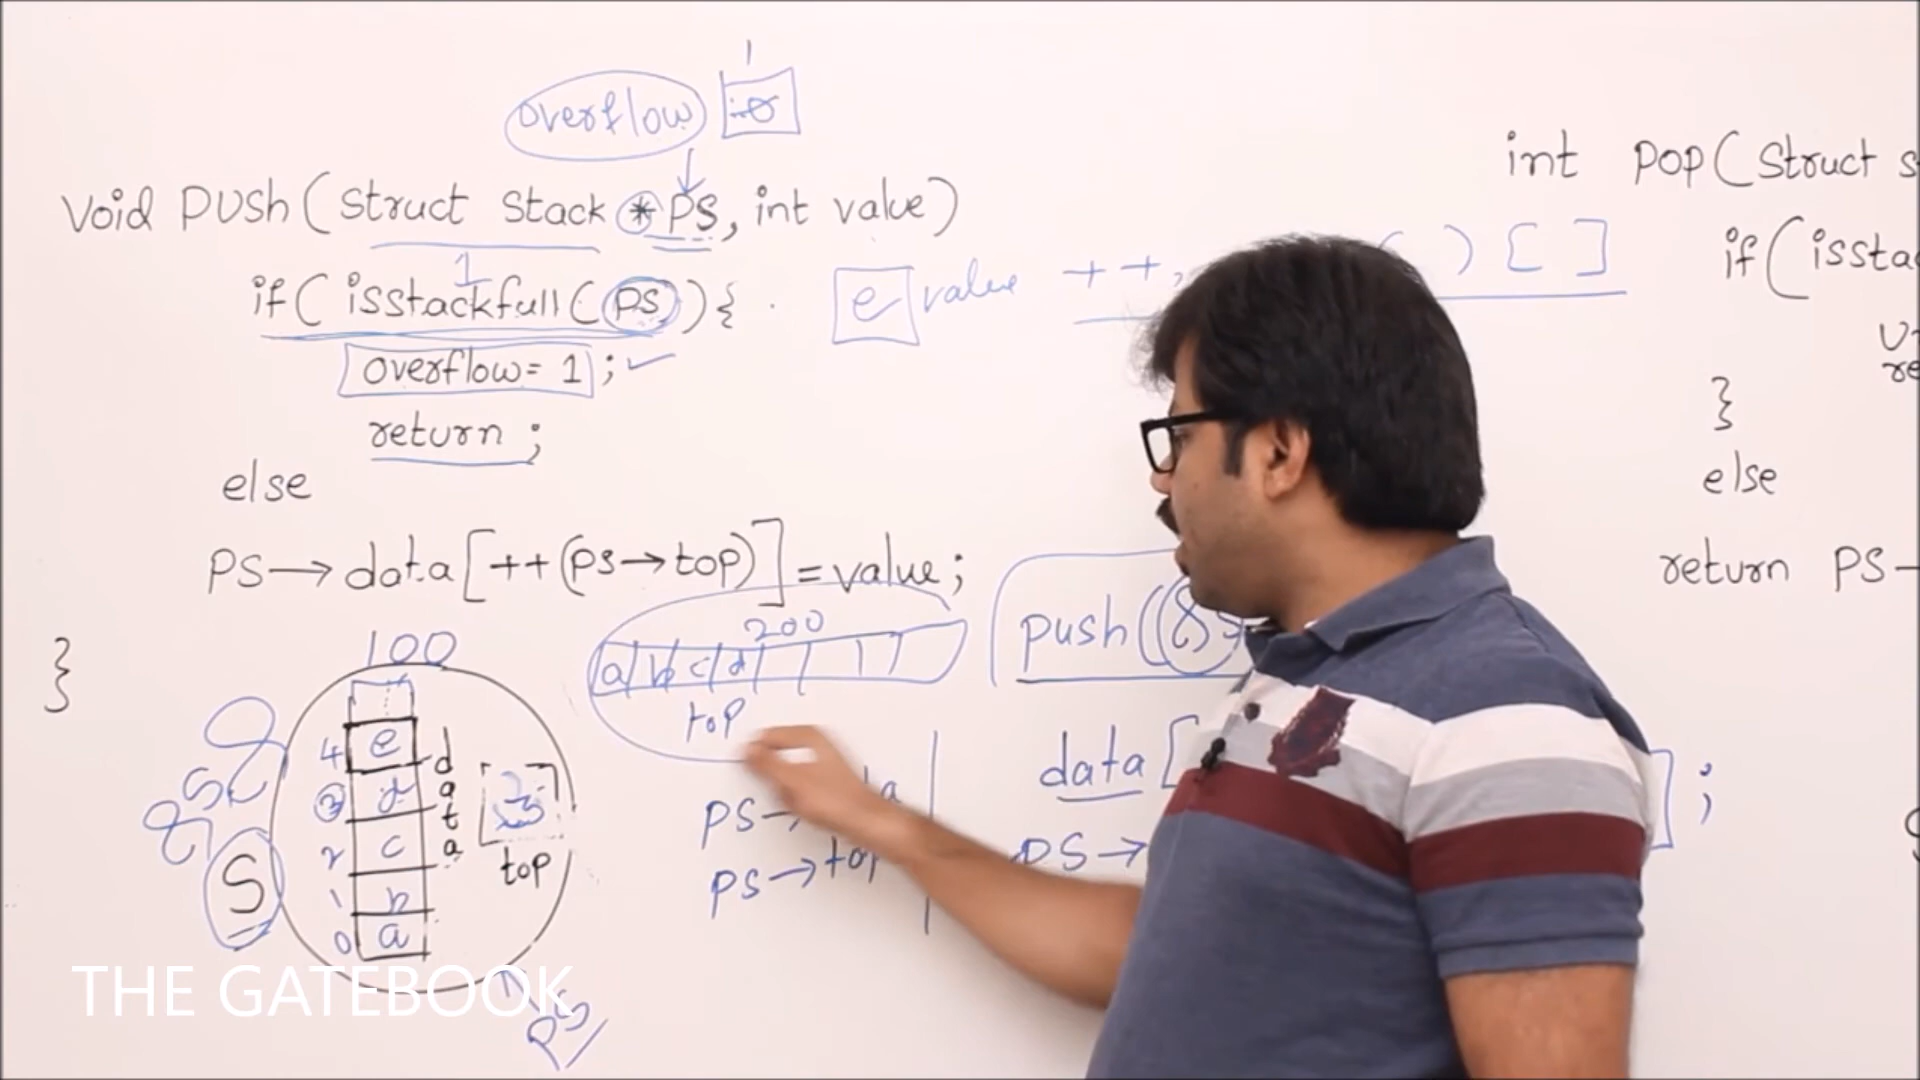 1
overflow
void push(struct stack *ps, int value)
1
if(isstackfull(ps)){
e value ++, ( ) [ ]
overflow=1;
return;
else
ps→data[++(ps→top)]=value;
}
100
200
a b c d
top
push(
4 e
3 d
2 c
1 b
0 a
data
top
S
ps
ps→
ps→top
data[ ];
ps→
int pop(struct s
if(issta
re
}
else
return ps
THE GATEBOOK